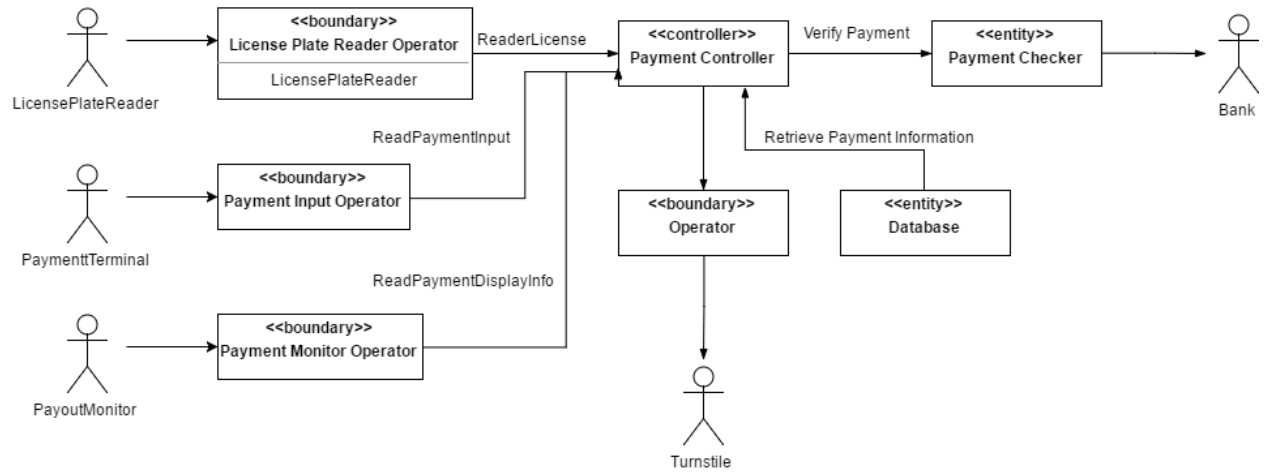 <<boundary>>
License Plate Reader Operator
LicensePlateReader
LicensePlateReader
ReaderLicense
<<controller>>
Payment Controller
Verify Payment
<<entity>>
Payment Checker
Bank
ReadPaymentInput
Retrieve Payment Information
<<boundary>>
Payment Input Operator
PaymenttTerminal
<<boundary>>
Operator
<<entity>>
Database
ReadPaymentDisplayInfo
<<boundary>>
Payment Monitor Operator
PayoutMonitor
Turnstile